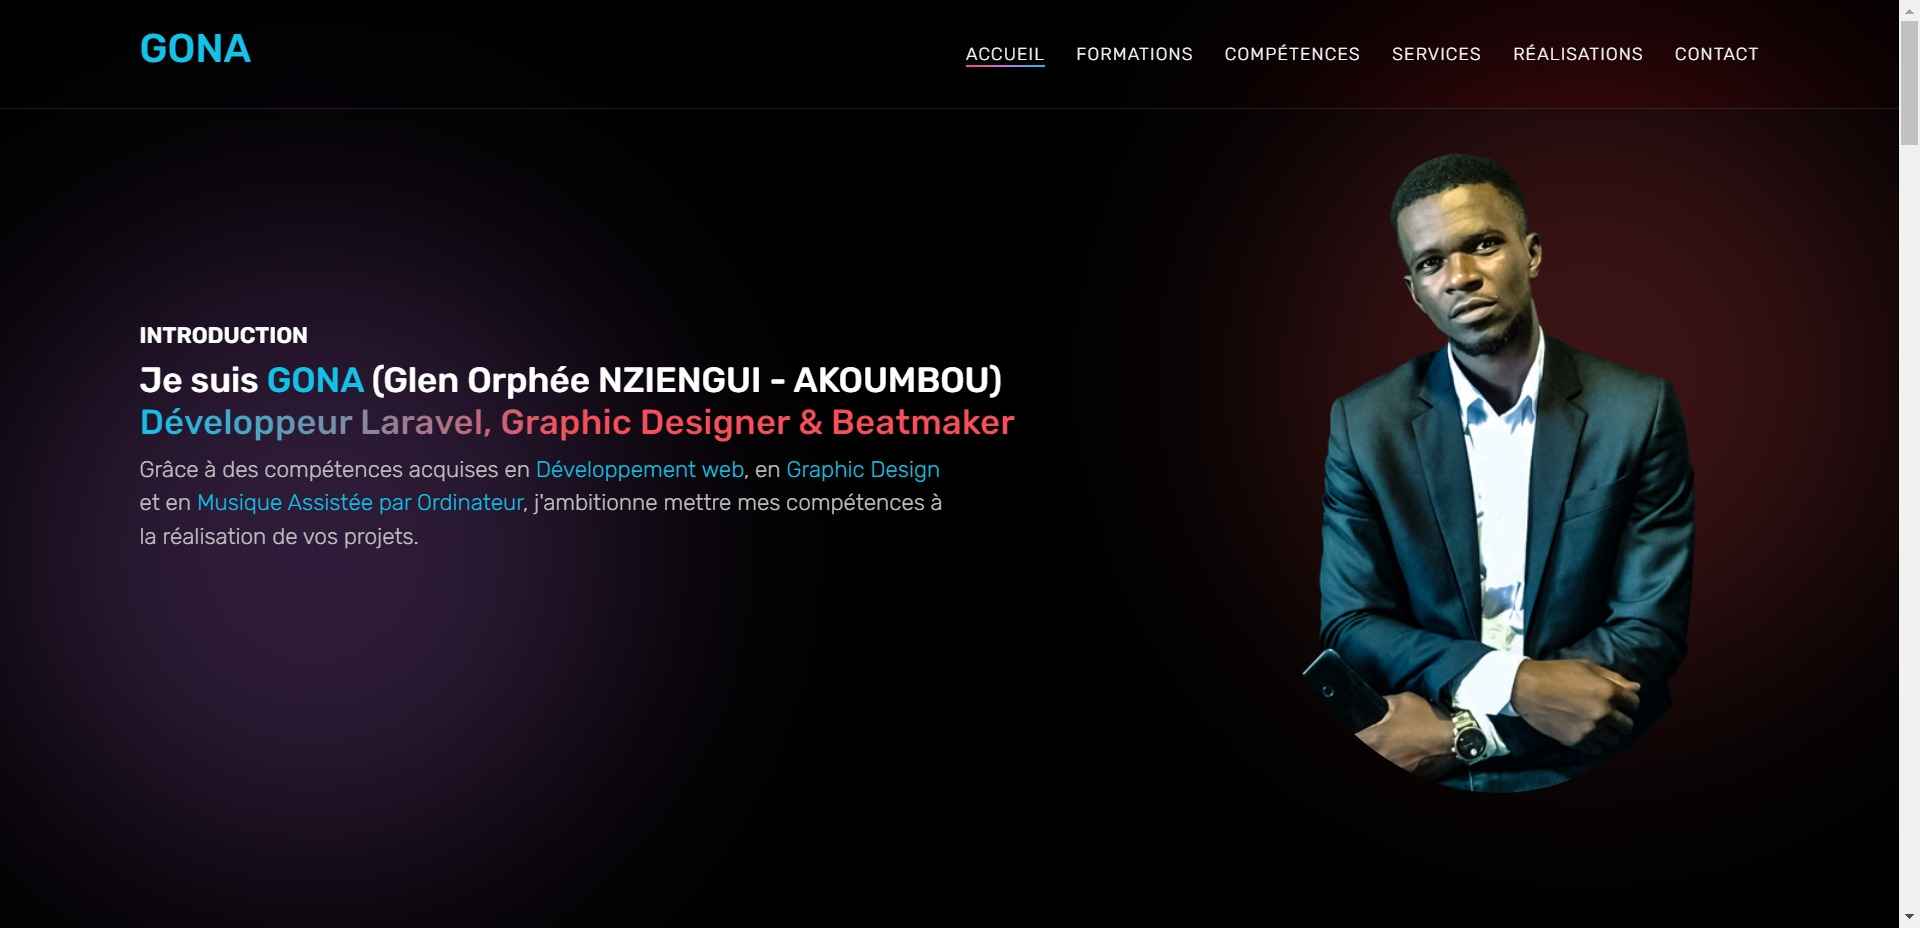 GONA
ACCUEIL FORMATIONS COMPÉTENCES SERVICES RÉALISATIONS CONTACT
INTRODUCTION
Je suis GONA (Glen Orphée NZIENGUI - AKOUMBOU)
Développeur Laravel, Graphic Designer & Beatmaker
Grâce à des compétences acquises en Développement web, en Graphic Design
et en Musique Assistée par Ordinateur, j'ambitionne mettre mes compétences à
la réalisation de vos projets.